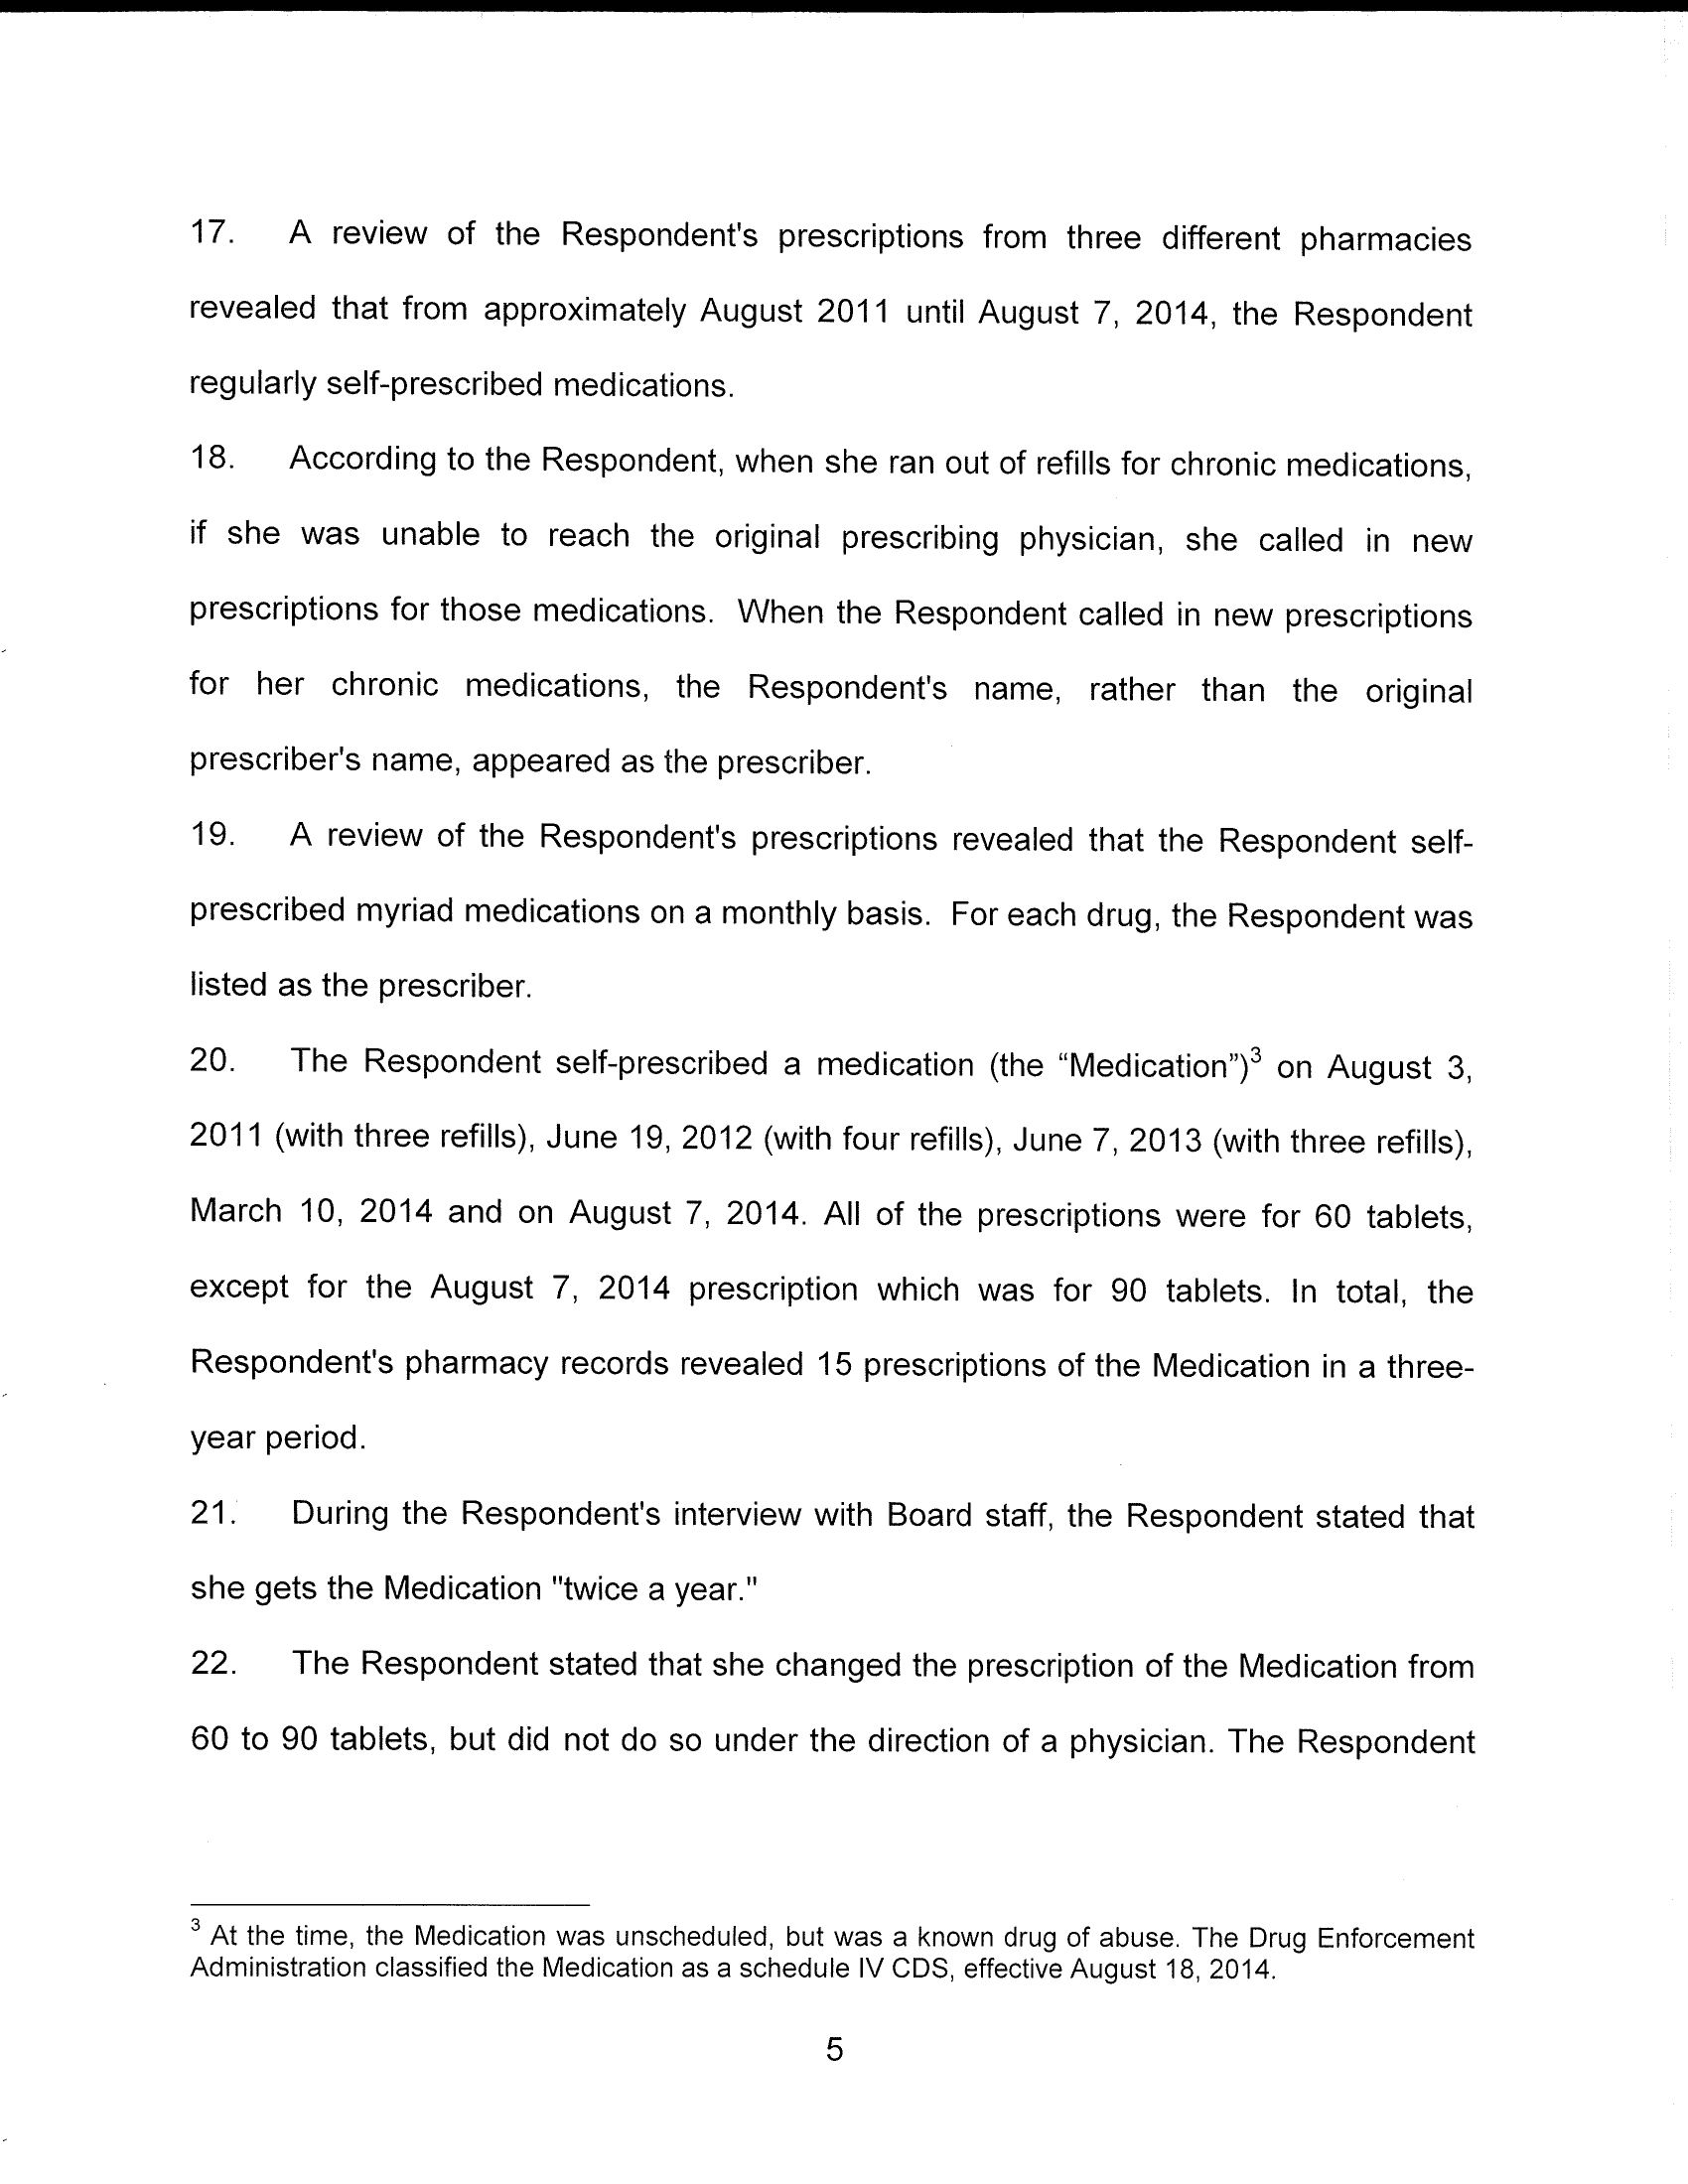 17. A review of the Respondent's prescriptions from three different pharmacies
revealed that from approximately August 2011 until August 7, 2014, the Respondent
regularly self-prescribed medications.
18. According to the Respondent, when she ran out of refills for chronic medications,
if she was unable to reach the original prescribing physician, she called in new
prescriptions for those medications. When the Respondent called in new prescriptions
for her chronic medications, the Respondent's name, rather than the original
prescriber's name, appeared as the prescriber.
19. A review of the Respondent's prescriptions revealed that the Respondent self-
prescribed myriad medications on a monthly basis. For each drug, the Respondent was
listed as the prescriber.
20. The Respondent self-prescribed a medication (the “Medication”)³ on August 3,
2011 (with three refills), June 19, 2012 (with four refills), June 7, 2013 (with three refills),
March 10, 2014 and on August 7, 2014. All of the prescriptions were for 60 tablets,
except for the August 7, 2014 prescription which was for 90 tablets. In total, the
Respondent's pharmacy records revealed 15 prescriptions of the Medication in a three-
year period.
21. During the Respondent's interview with Board staff, the Respondent stated that
she gets the Medication "twice a year."
22. The Respondent stated that she changed the prescription of the Medication from
60 to 90 tablets, but did not do so under the direction of a physician. The Respondent
³ At the time, the Medication was unscheduled, but was a known drug of abuse. The Drug Enforcement
Administration classified the Medication as a schedule IV CDS, effective August 18, 2014.
5